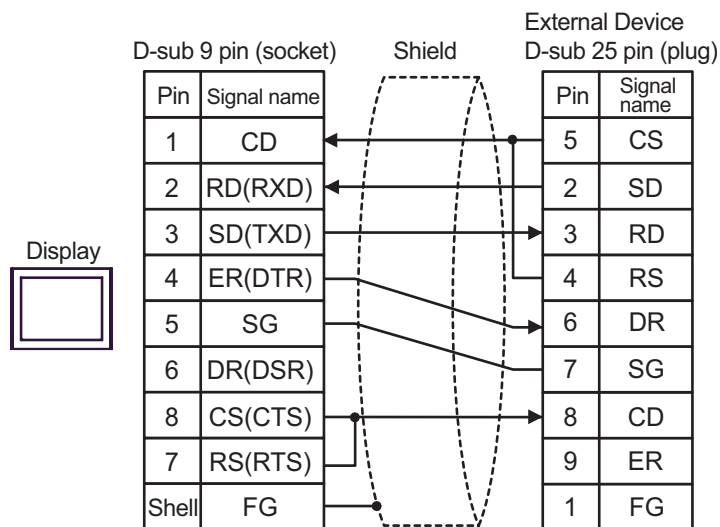 External Device
D-sub 9 pin (socket) Shield D-sub 25 pin (plug)
Pin Signal name Pin Signal
name
1 CD 5 CS
2 RD(RXD) 2 SD
3 SD(TXD) 3 RD
Display
4 ER(DTR) 4 RS
5 SG 6 DR
6 DR(DSR) 7 SG
8 CS(CTS) 8 CD
7 RS(RTS) 9 ER
Shell FG 1 FG